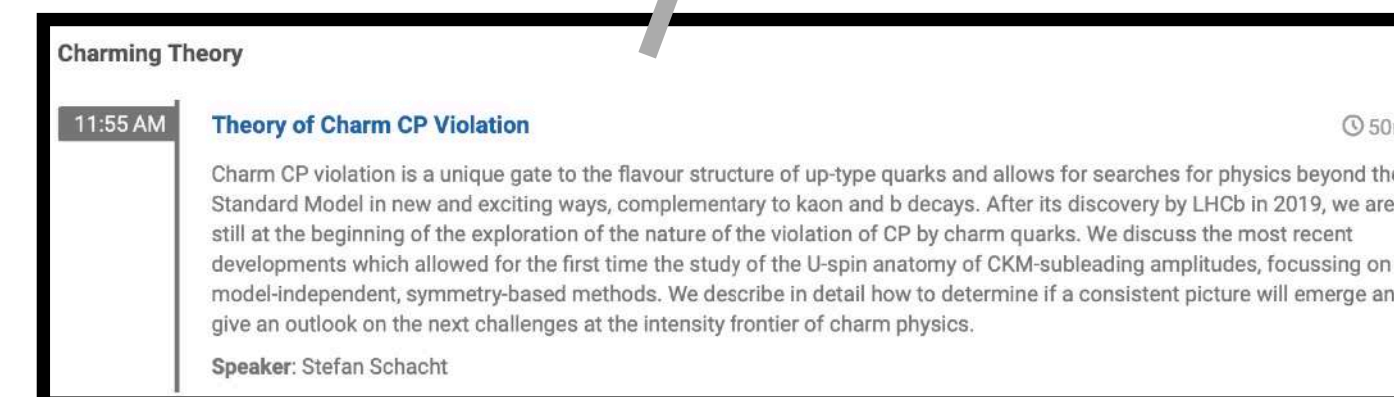 Charming Theory
11:55 AM
Theory of Charm CP Violation
50
Charm CP violation is a unique gate to the flavour structure of up-type quarks and allows for searches for physics beyond the
Standard Model in new and exciting ways, complementary to kaon and b decays. After its discovery by LHCb in 2019, we are
still at the beginning of the exploration of the nature of the violation of CP by charm quarks. We discuss the most recent
developments which allowed for the first time the study of the U-spin anatomy of CKM-subleading amplitudes, focussing on
model-independent, symmetry-based methods. We describe in detail how to determine if a consistent picture will emerge an
give an outlook on the next challenges at the intensity frontier of charm physics.
Speaker: Stefan Schacht